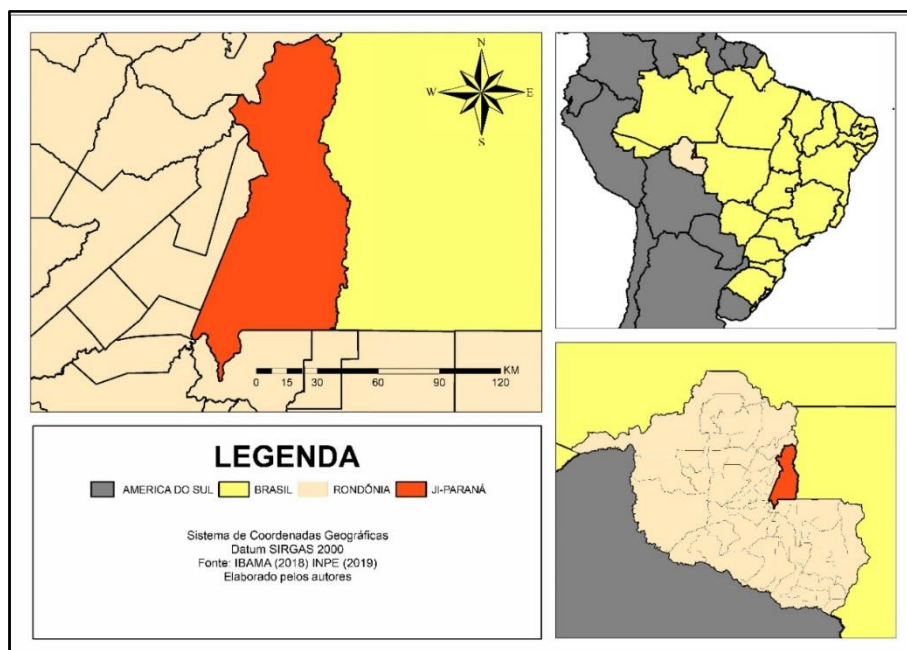 N
W
E
S
KM
0 15 30 60 90 120
LEGENDA
AMERICA DO SUL BRASIL RONDÔNIA JI-PARANÁ
Sistema de Coordenadas Geográficas
Datum SIRGAS 2000
Fonte: IBAMA (2018) INPE (2019)
Elaborado pelos autores